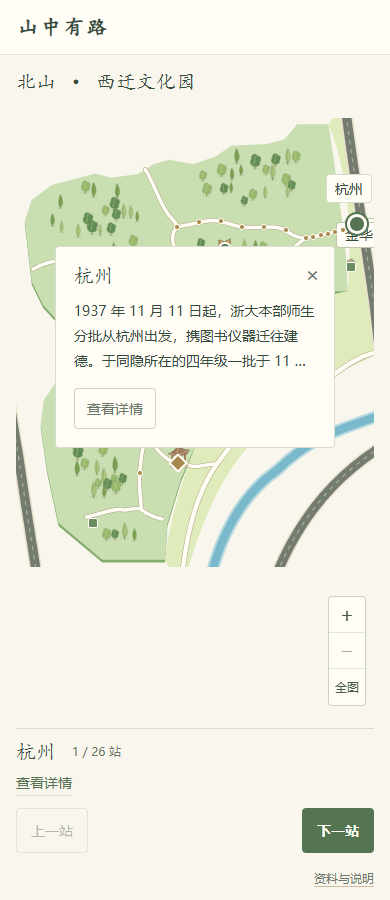 山中有路
北山 • 西迁文化园
杭州
金华
杭州 ✕
1937 年 11 月 11 日起，浙大本部师生
分批从杭州出发，携图书仪器迁往建
德。于同隐所在的四年级一批于 11 ...
查看详情
+
−
全图
杭州 1 / 26 站
查看详情
上一站
下一站
资料与说明